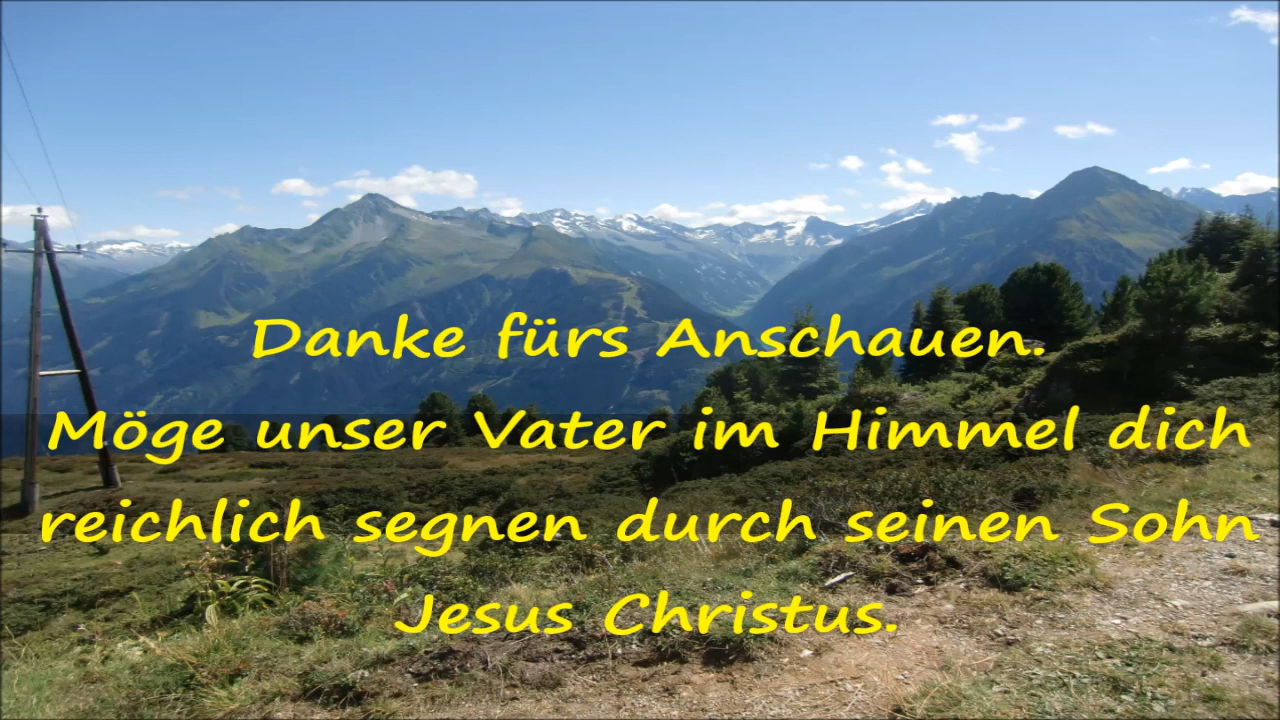 Danke fürs Anschauen.
Möge unser Vater im Himmel dich
reichlich segnen durch seinen Sohn
Jesus Christus.